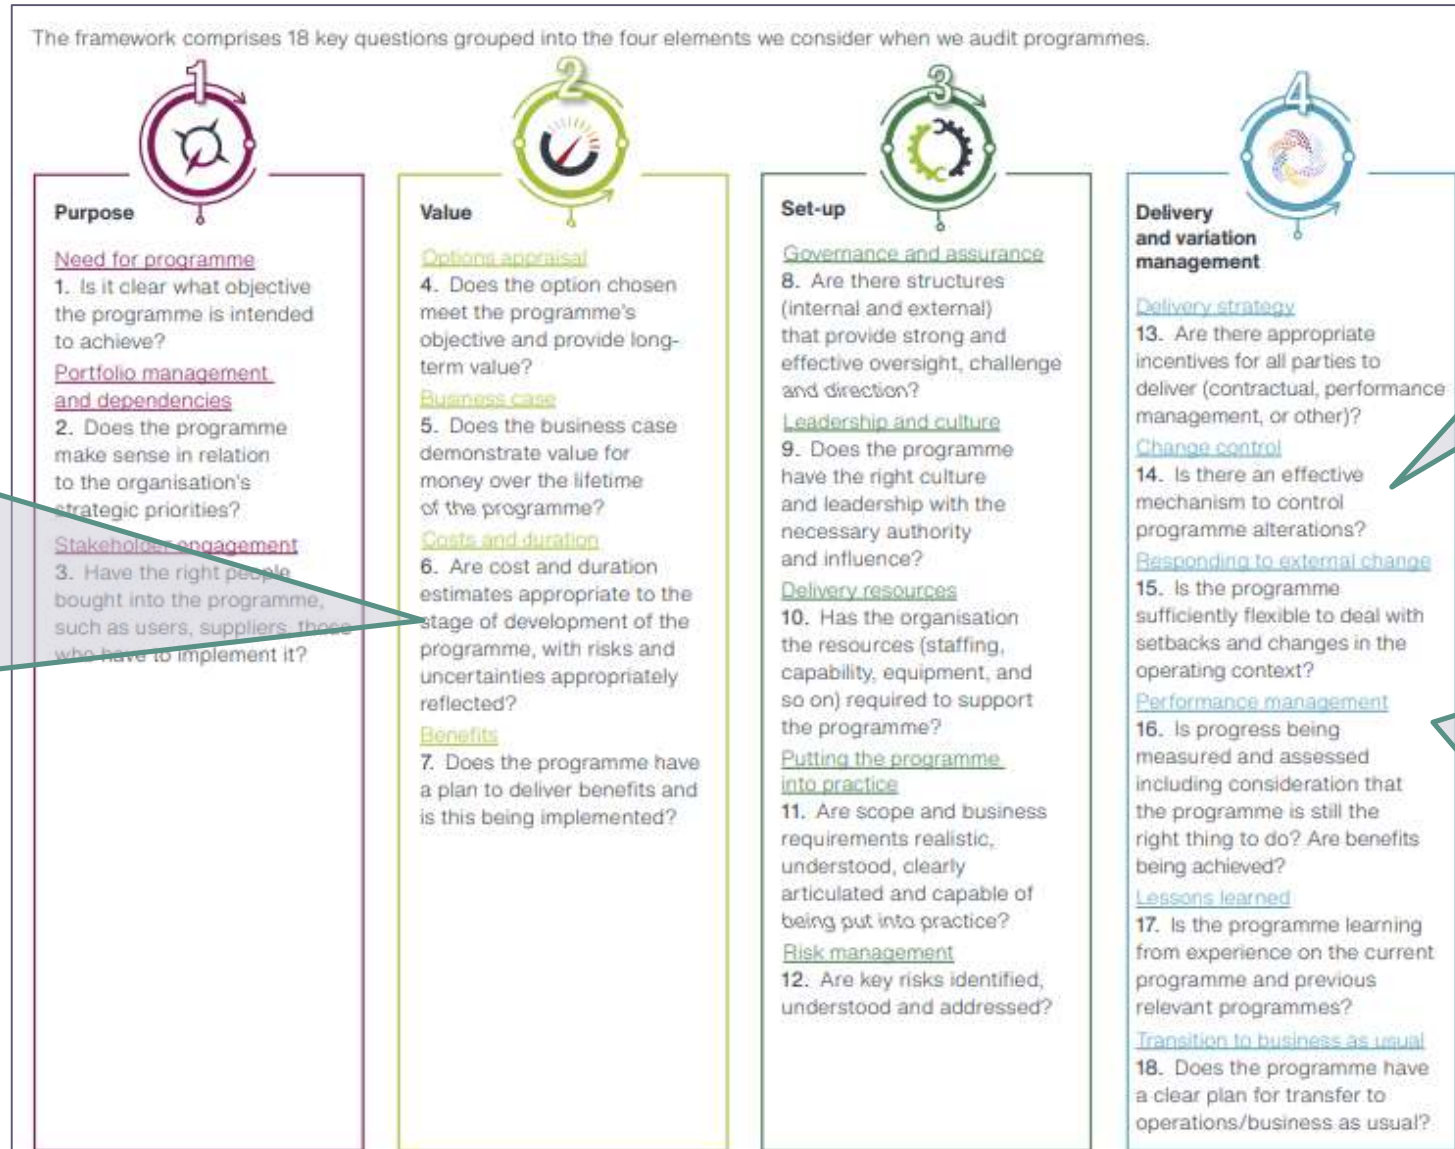 The framework comprises 18 key questions grouped into the four elements we consider when we audit programmes.
1
Purpose
Need for programme
1. Is it clear what objective
the programme is intended
to achieve?
Portfolio management
and dependencies
2. Does the programme
make sense in relation
to the organisation's
strategic priorities?
Stakeholder engagement
3. Have the right people
bought into the programme,
such as users, suppliers, those
who have to implement it?
2
Value
Options appraisal
4. Does the option chosen
meet the programme's
objective and provide long-
term value?
Business case
5. Does the business case
demonstrate value for
money over the lifetime
of the programme?
Costs and duration
6. Are cost and duration
estimates appropriate to the
stage of development of the
programme, with risks and
uncertainties appropriately
reflected?
Benefits
7. Does the programme have
a plan to deliver benefits and
is this being implemented?
3
Set-up
Governance and assurance
8. Are there structures
(internal and external)
that provide strong and
effective oversight, challenge
and direction?
Leadership and culture
9. Does the programme
have the right culture
and leadership with the
necessary authority
and influence?
Delivery resources
10. Has the organisation
the resources (staffing,
capability, equipment, and
so on) required to support
the programme?
Putting the programme
into practice
11. Are scope and business
requirements realistic,
understood, clearly
articulated and capable of
being put into practice?
Risk management
12. Are key risks identified,
understood and addressed?
4
Delivery
and variation
management
Delivery strategy
13. Are there appropriate
incentives for all parties to
deliver (contractual, performance
management, or other)?
Change control
14. Is there an effective
mechanism to control
programme alterations?
Responding to external change
15. Is the programme
sufficiently flexible to deal with
setbacks and changes in the
operating context?
Performance management
16. Is progress being
measured and assessed
including consideration that
the programme is still the
right thing to do? Are benefits
being achieved?
Lessons learned
17. Is the programme learning
from experience on the current
programme and previous
relevant programmes?
Transition to business as usual
18. Does the programme have
a clear plan for transfer to
operations/business as usual?